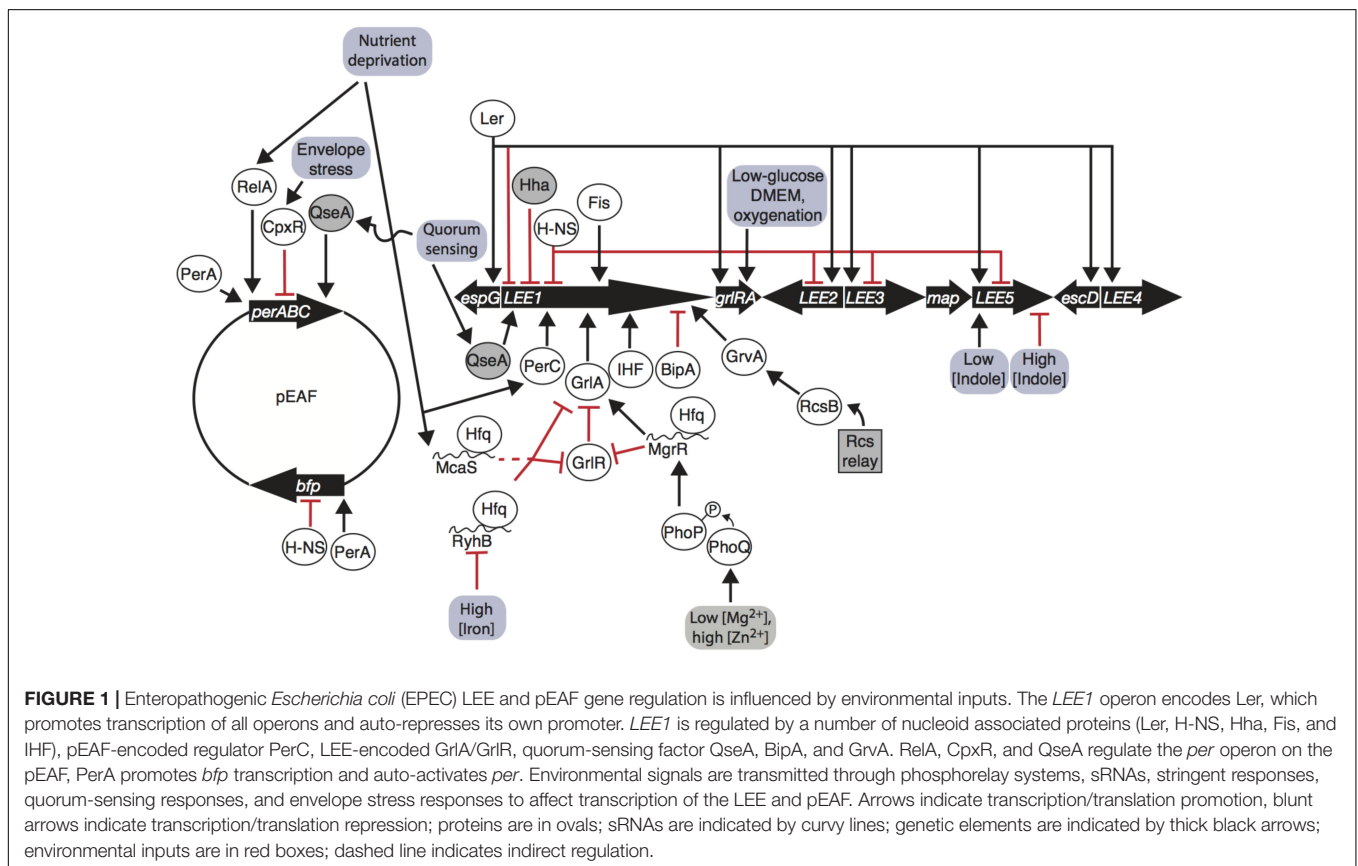 Nutrient
deprivation
Ler
Envelope
stress
RelA
CpxR
QseA
Hha
Fis
H-NS
Low-glucose
DMEM,
oxygenation
Quorum
sensing
PerA
perABC
espG
LEE1
grlRA
LEE2
LEE3
map
LEE5
escD
LEE4
QseA
PerC
GrlA
IHF
BipA
GrvA
Low
[Indole]
High
[Indole]
pEAF
RcsB
Rcs
relay
Hfq
McaS
GrlR
Hfq
MgrR
bfp
H-NS
PerA
Hfq
RyhB
PhoP
P
PhoQ
High
[Iron]
Low [Mg2+],
high [Zn2+]
FIGURE 1 | Enteropathogenic Escherichia coli (EPEC) LEE and pEAF gene regulation is influenced by environmental inputs. The LEE1 operon encodes Ler, which
promotes transcription of all operons and auto-represses its own promoter. LEE1 is regulated by a number of nucleoid associated proteins (Ler, H-NS, Hha, Fis, and
IHF), pEAF-encoded regulator PerC, LEE-encoded GrlA/GrlR, quorum-sensing factor QseA, BipA, and GrvA. RelA, CpxR, and QseA regulate the per operon on the
pEAF, PerA promotes bfp transcription and auto-activates per. Environmental signals are transmitted through phosphorelay systems, sRNAs, stringent responses,
quorum-sensing responses, and envelope stress responses to affect transcription of the LEE and pEAF. Arrows indicate transcription/translation promotion, blunt
arrows indicate transcription/translation repression; proteins are in ovals; sRNAs are indicated by curvy lines; genetic elements are indicated by thick black arrows;
environmental inputs are in red boxes; dashed line indicates indirect regulation.